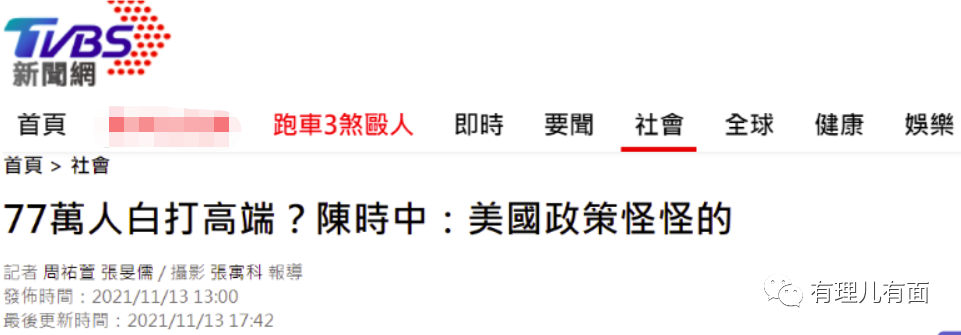 TVBS
新聞網
首頁 跑車3煞毆人 即時 要聞 社會 全球 健康 娛樂
首頁 > 社會
77萬人白打高端？陳時中：美國政策怪怪的
記者 周祐萱 張旻儒 / 攝影 張寓科 報導
發佈時間：2021/11/13 13:00
最後更新時間：2021/11/13 17:42
有理儿有面